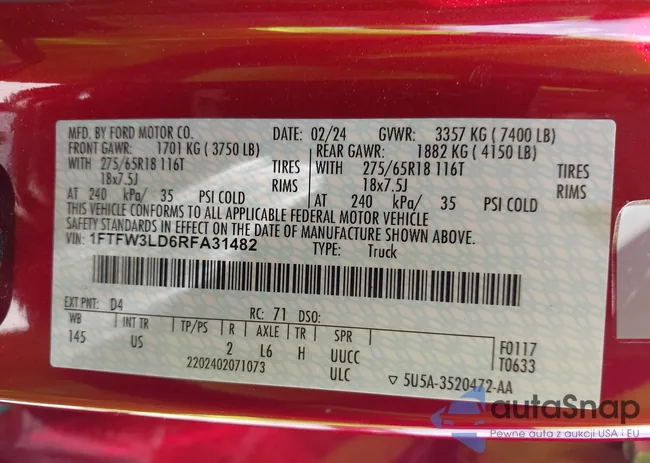 MFD. BY FORD MOTOR CO. DATE: 02/24 GVWR: 3357 KG ( 7400 LB)
FRONT GAWR: 1701 KG ( 3750 LB) REAR GAWR: 1882 KG ( 4150 LB)
WITH 275/65R18 116T TIRES WITH 275/65R18 116T TIRES
18x7.5J RIMS 18x7.5J RIMS
AT 240 kPa/ 35 PSI COLD AT 240 kPa/ 35 PSI COLD
THIS VEHICLE CONFORMS TO ALL APPLICABLE FEDERAL MOTOR VEHICLE
SAFETY STANDARDS IN EFFECT ON THE DATE OF MANUFACTURE SHOWN ABOVE.
VIN: 1FTFW3LD6RFA31482 TYPE: Truck
EXT PNT: D4 RC: 71 DSO:
WB INT TR TP/PS R AXLE TR SPR F0117
145 US 2 L6 H UUCC T0633
2202402071073 ULC ▽ 5U5A-3520472-AA
autaSnap
Pewne auta z aukcji USA i EU